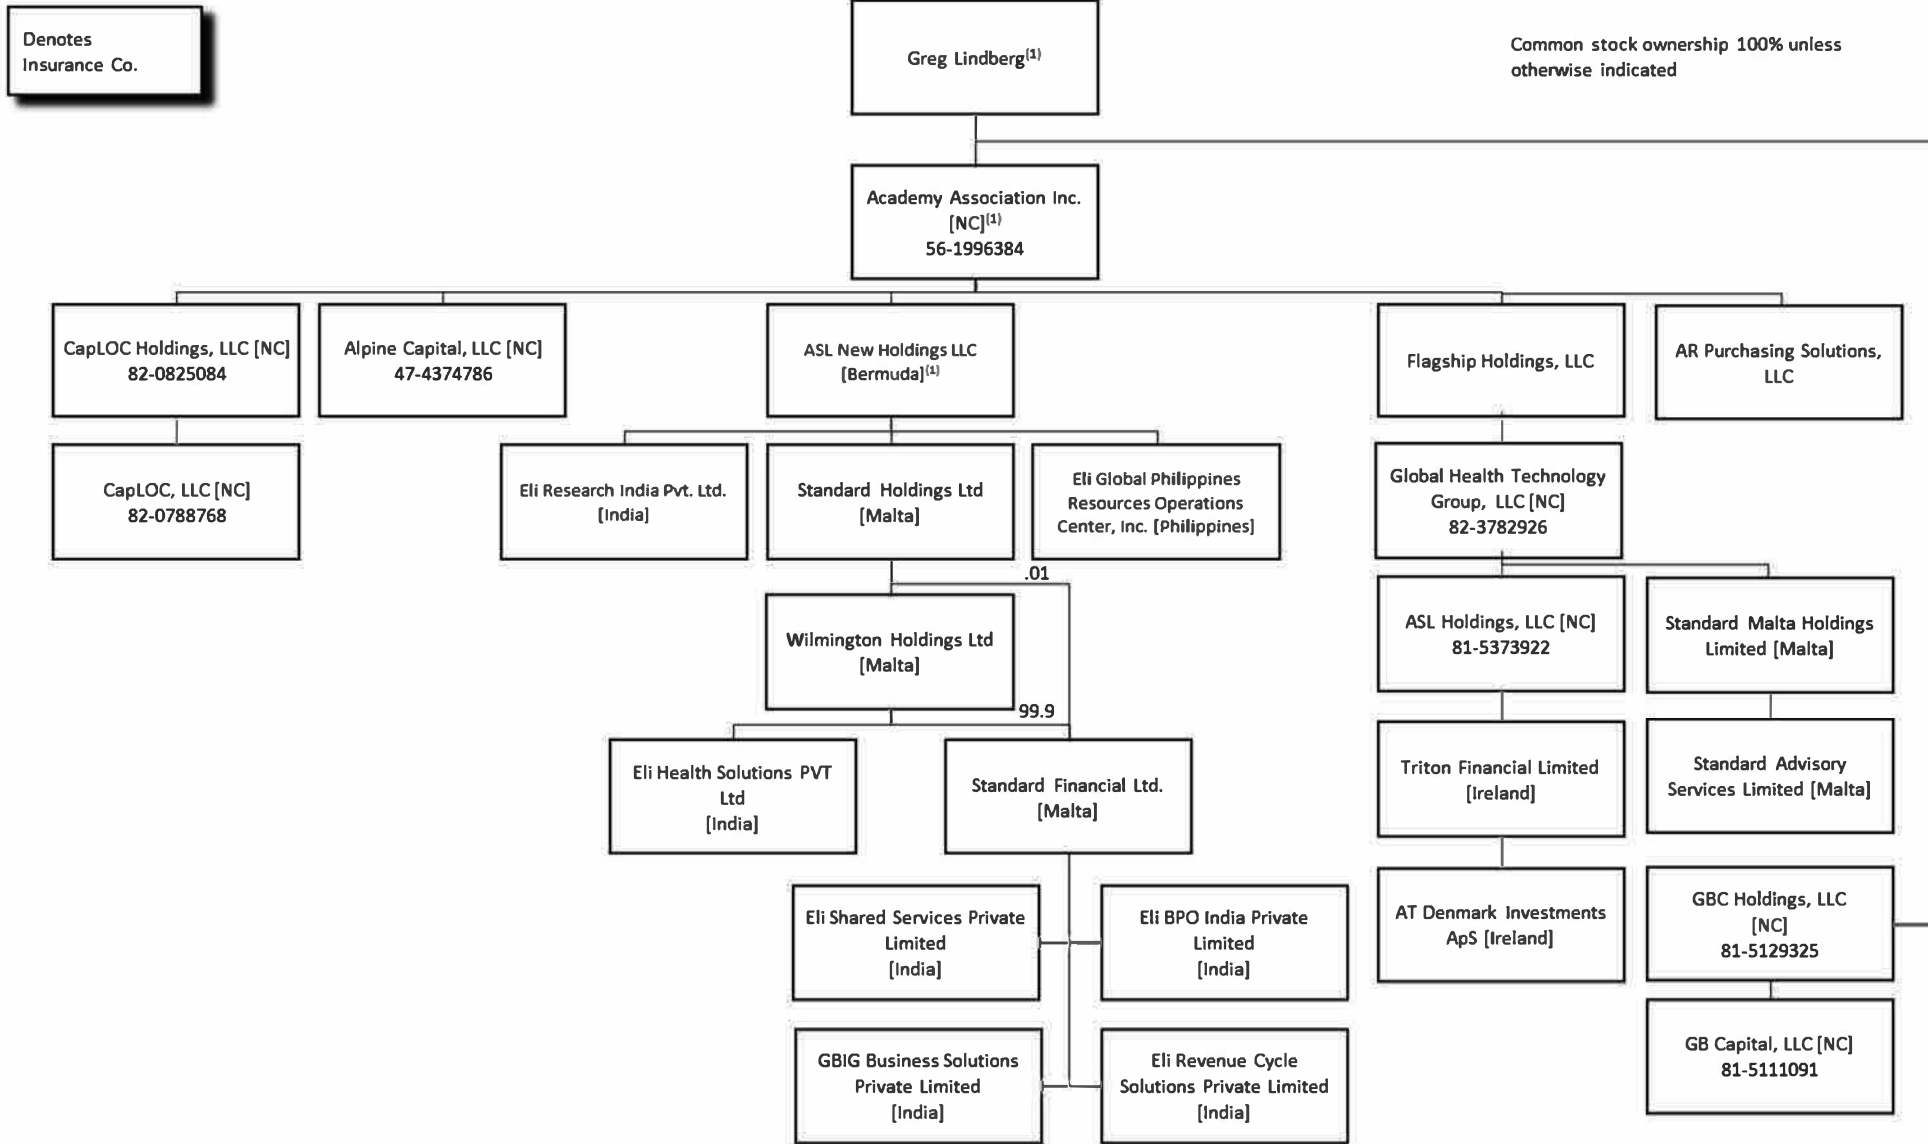 Denotes
Insurance Co.
Greg Lindberg(1)
Common stock ownership 100% unless
otherwise indicated
Academy Association Inc.
[NC](1)
56-1996384
CapLOC Holdings, LLC [NC]
82-0825084
Alpine Capital, LLC [NC]
47-4374786
ASL New Holdings LLC
[Bermuda](1)
Flagship Holdings, LLC
AR Purchasing Solutions,
LLC
CapLOC, LLC [NC]
82-0788768
Eli Research India Pvt. Ltd.
[India]
Standard Holdings Ltd
[Malta]
Eli Global Philippines
Resources Operations
Center, Inc. [Philippines]
Global Health Technology
Group, LLC [NC]
82-3782926
.01
Wilmington Holdings Ltd
[Malta]
ASL Holdings, LLC [NC]
81-5373922
Standard Malta Holdings
Limited [Malta]
99.9
Eli Health Solutions PVT
Ltd
[India]
Standard Financial Ltd.
[Malta]
Triton Financial Limited
[Ireland]
Standard Advisory
Services Limited [Malta]
Eli Shared Services Private
Limited
[India]
Eli BPO India Private
Limited
[India]
AT Denmark Investments
ApS [Ireland]
GBC Holdings, LLC
[NC]
81-5129325
GBIG Business Solutions
Private Limited
[India]
Eli Revenue Cycle
Solutions Private Limited
[India]
GB Capital, LLC [NC]
81-5111091